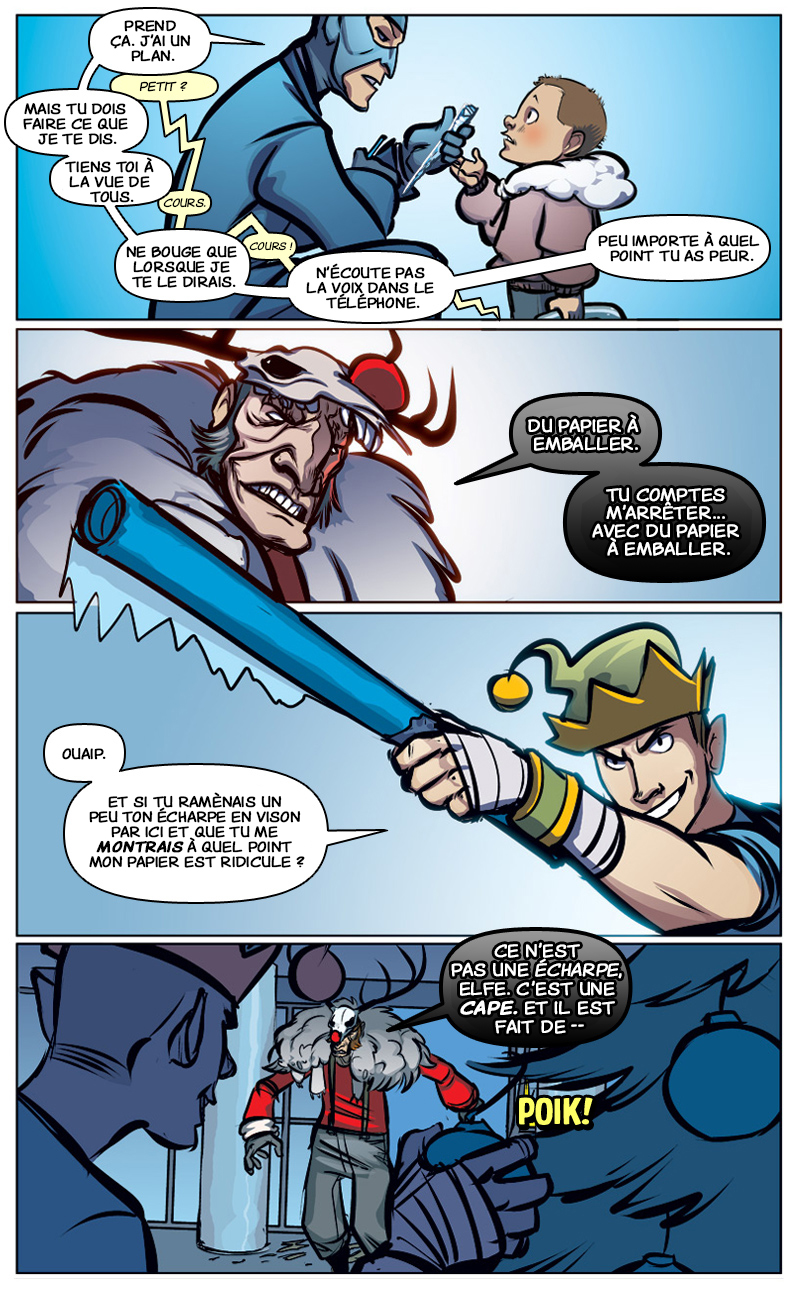 PREND
ÇA. J'AI UN
PLAN.
PETIT ?
MAIS TU DOIS
FAIRE CE QUE
JE TE DIS.
TIENS TOI À
LA VUE DE
TOUS.
COURS.
NE BOUGE QUE
LORSQUE JE
TE LE DIRAIS.
COURS !
N'ÉCOUTE PAS
LA VOIX DANS LE
TÉLÉPHONE.
PEU IMPORTE À QUEL
POINT TU AS PEUR.
DU PAPIER À
EMBALLER.
TU COMPTES
M'ARRÊTER...
AVEC DU PAPIER
À EMBALLER.
OUAIP.
ET SI TU RAMÈNAIS UN
PEU TON ÉCHARPE EN VISON
PAR ICI ET QUE TU ME
MONTRAIS À QUEL POINT
MON PAPIER EST RIDICULE ?
CE N'EST
PAS UNE ÉCHARPE,
ELFE. C'EST UNE
CAPE. ET IL EST
FAIT DE --
POIK!